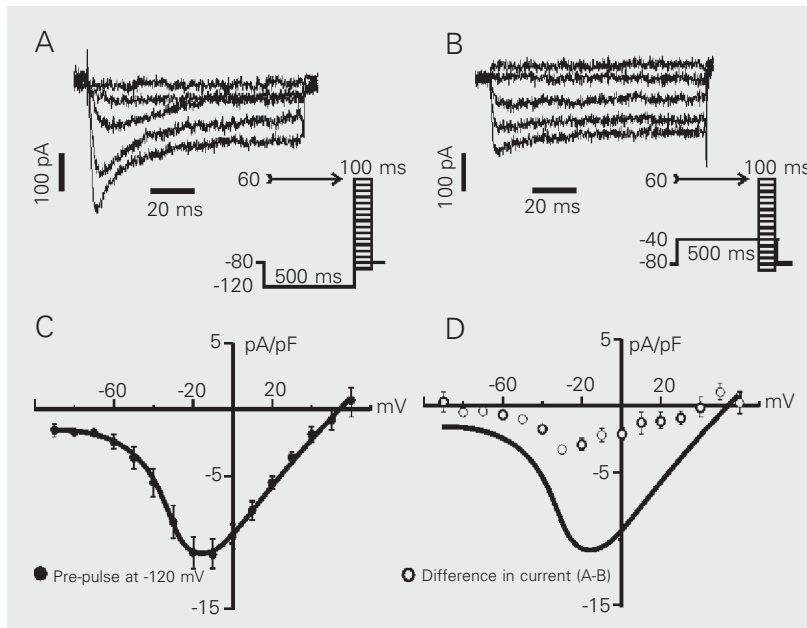 A
100 pA
20 ms
60
100 ms
-80
-120
500 ms
B
100 pA
20 ms
60
100 ms
-40
-80
500 ms
C
5
pA/pF
-60
-20
20
60
mV
-5
-15
Pre-pulse at -120 mV
D
5
pA/pF
-60
-20
20
60
mV
-5
-15
Difference in current (A-B)